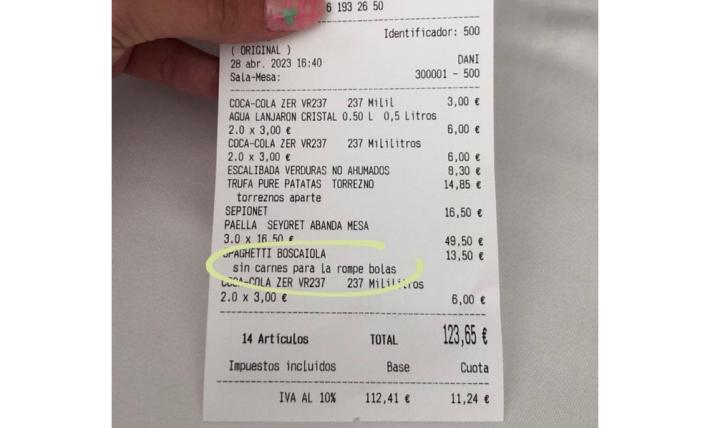 6 193 26 50
Identificador: 500
( ORIGINAL )
28 abr. 2023 16:40 DANI
Sala-Mesa: 300001 - 500
COCA-COLA ZER VR237 237 Milil 3,00 €
AGUA LANJARON CRISTAL 0.50 L 0,5 Litros
2.0 x 3,00 € 6,00 €
COCA-COLA ZER VR237 237 Mililitros
2.0 x 3,00 € 6,00 €
ESCALIBADA VERDURAS NO AHUMADOS 8,30 €
TRUFA PURE PATATAS TORREZNO 14,85 €
torreznos aparte
SEPIONET 16,50 €
PAELLA SEYORET ABANDA MESA
3.0 x 16,50 € 49,50 €
SPAGHETTI BOSCAIOLA 13,50 €
sin carnes para la rompe bolas
COCA-COLA ZER VR237 237 Mililitros
2.0 x 3,00 € 6,00 €
14 Artículos TOTAL 123,65 €
Impuestos incluidos Base Cuota
IVA AL 10% 112,41 € 11,24 €